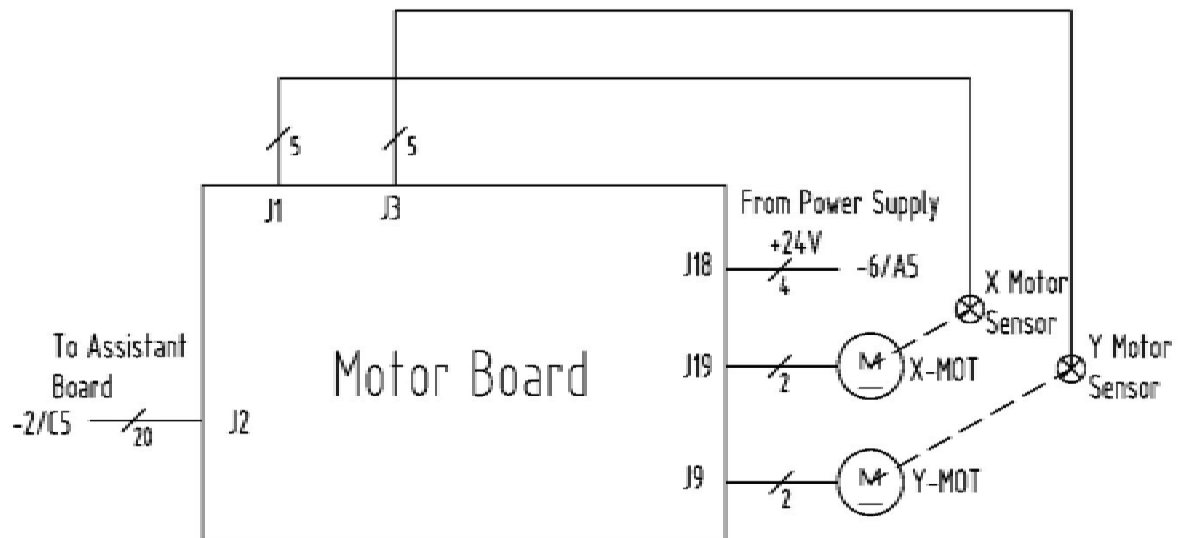 5
5
J1
J3
From Power Supply
+24V
J18
4
-6/A5
X Motor
Sensor
To Assistant
Board
-2/C5
20
J2
Motor Board
J19
2
M
X-MOT
Y Motor
Sensor
J9
2
M
Y-MOT